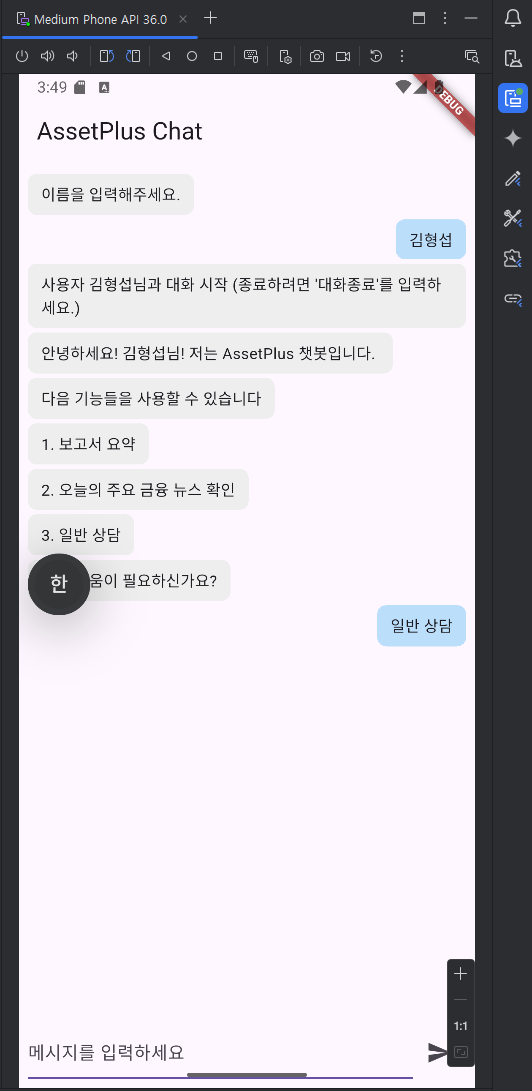 Medium Phone API 36.0
3:49
A
DEBUG
AssetPlus Chat
이름을 입력해주세요.
김형섭
사용자 김형섭님과 대화 시작 (종료하려면 '대화종료'를 입력하
세요.)
안녕하세요! 김형섭님! 저는 AssetPlus 챗봇입니다.
다음 기능들을 사용할 수 있습니다
1. 보고서 요약
2. 오늘의 주요 금융 뉴스 확인
3. 일반 상담
한
움이 필요하신가요?
일반 상담
1:1
메시지를 입력하세요